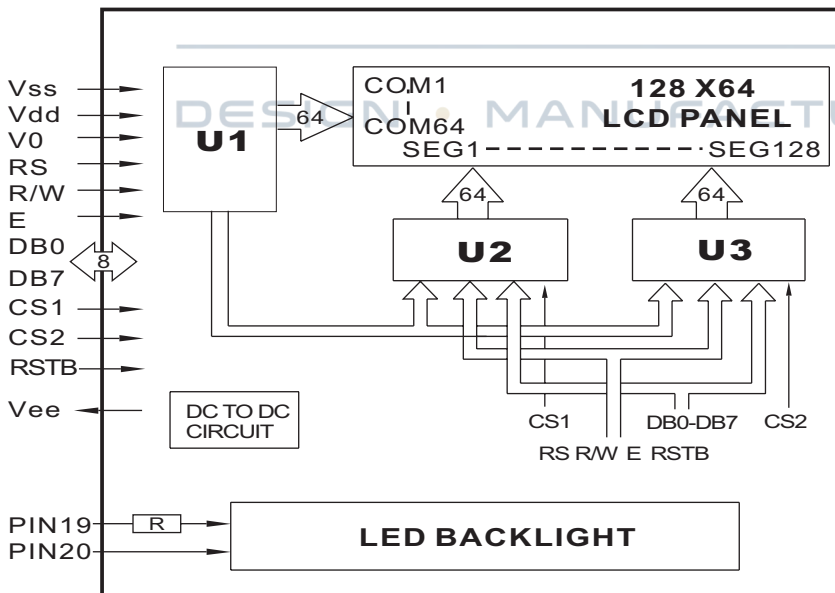 Vss
Vdd
V0
RS
R/W
E
DB0
8
DB7
CS1
CS2
RSTB
Vee
PIN19
PIN20
U1
64
COM1
COM64
128 X64
LCD PANEL
SEG1
SEG128
DESIGN • MANUFACTU
64
64
U2
U3
CS1
DB0-DB7
CS2
RS R/W E RSTB
DC TO DC
CIRCUIT
R
LED BACKLIGHT